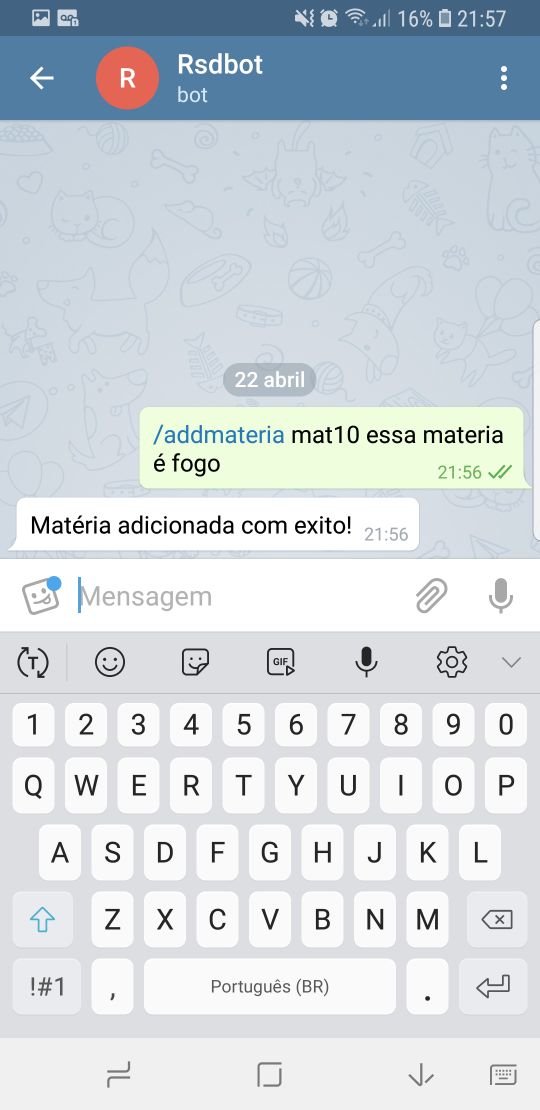 16% 21:57
R
Rsdbot
bot
22 abril
/addmateria mat10 essa materia
é fogo
21:56
Matéria adicionada com exito! 21:56
Mensagem
T GIF
1 2 3 4 5 6 7 8 9 0
Q W E R T Y U I O P
A S D F G H J K L
Z X C V B N M
!#1 , Português (BR) .